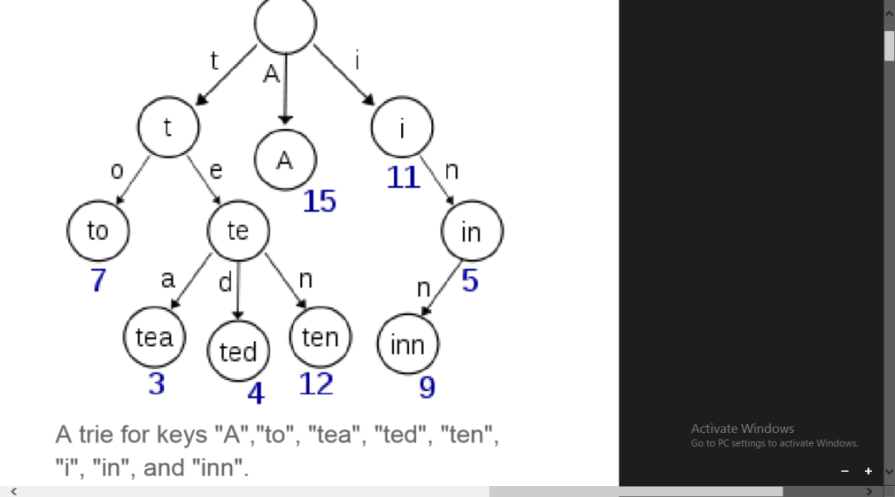 t
A
i
t
A
i
15
11
o
e
n
to
te
in
7
5
a
d
n
n
tea
ted
ten
inn
3
4
12
9
A trie for keys "A","to", "tea", "ted", "ten",
"i", "in", and "inn".
Activate Windows
Go to PC settings to activate Windows.